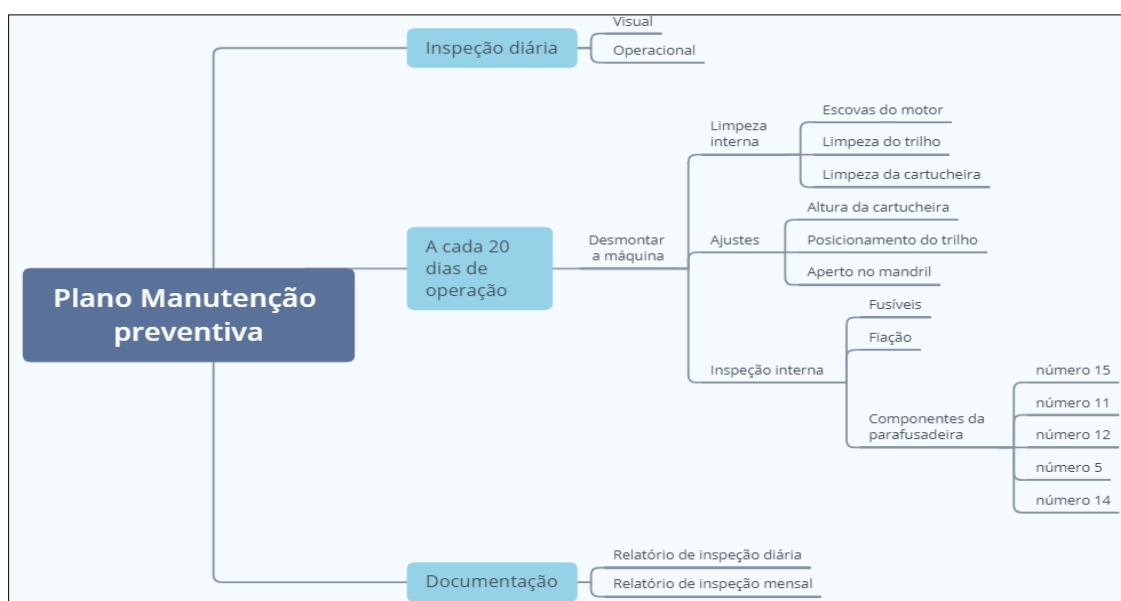 Plano Manutenção
preventiva
Inspeção diária
Visual
Operacional
A cada 20
dias de
operação
Desmontar
a máquina
Limpeza
interna
Escovas do motor
Limpeza do trilho
Limpeza da cartucheira
Ajustes
Altura da cartucheira
Posicionamento do trilho
Aperto no mandril
Inspeção interna
Fusíveis
Fiação
Componentes da
parafusadeira
número 15
número 11
número 12
número 5
número 14
Documentação
Relatório de inspeção diária
Relatório de inspeção mensal